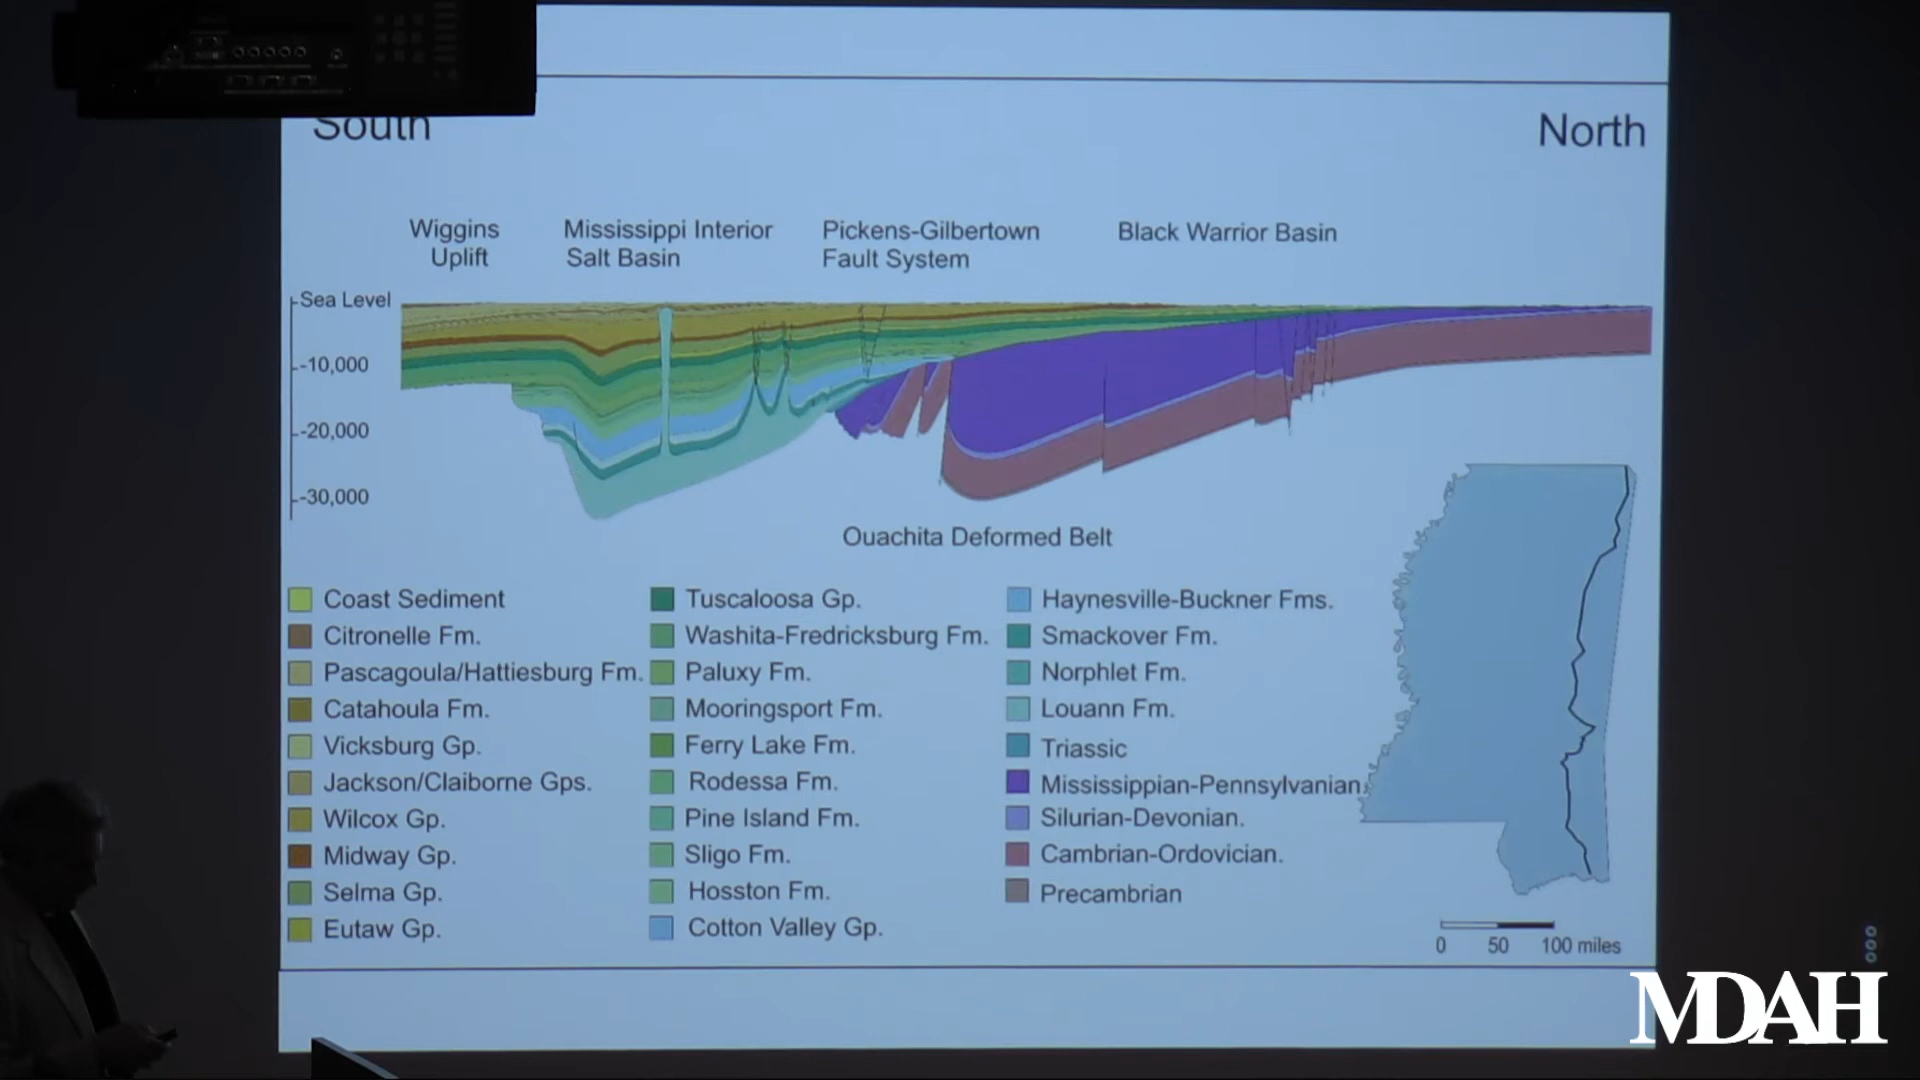 South
North
Wiggins
Uplift
Mississippi Interior
Salt Basin
Pickens-Gilbertown
Fault System
Black Warrior Basin
Sea Level
-10,000
-20,000
-30,000
Ouachita Deformed Belt
Coast Sediment
Citronelle Fm.
Pascagoula/Hattiesburg Fm.
Catahoula Fm.
Vicksburg Gp.
Jackson/Claiborne Gps.
Wilcox Gp.
Midway Gp.
Selma Gp.
Eutaw Gp.
Tuscaloosa Gp.
Washita-Fredricksburg Fm.
Paluxy Fm.
Mooringsport Fm.
Ferry Lake Fm.
Rodessa Fm.
Pine Island Fm.
Sligo Fm.
Hosston Fm.
Cotton Valley Gp.
Haynesville-Buckner Fms.
Smackover Fm.
Norphlet Fm.
Louann Fm.
Triassic
Mississippian-Pennsylvanian
Silurian-Devonian.
Cambrian-Ordovician.
Precambrian
0 50 100 miles
MDAH